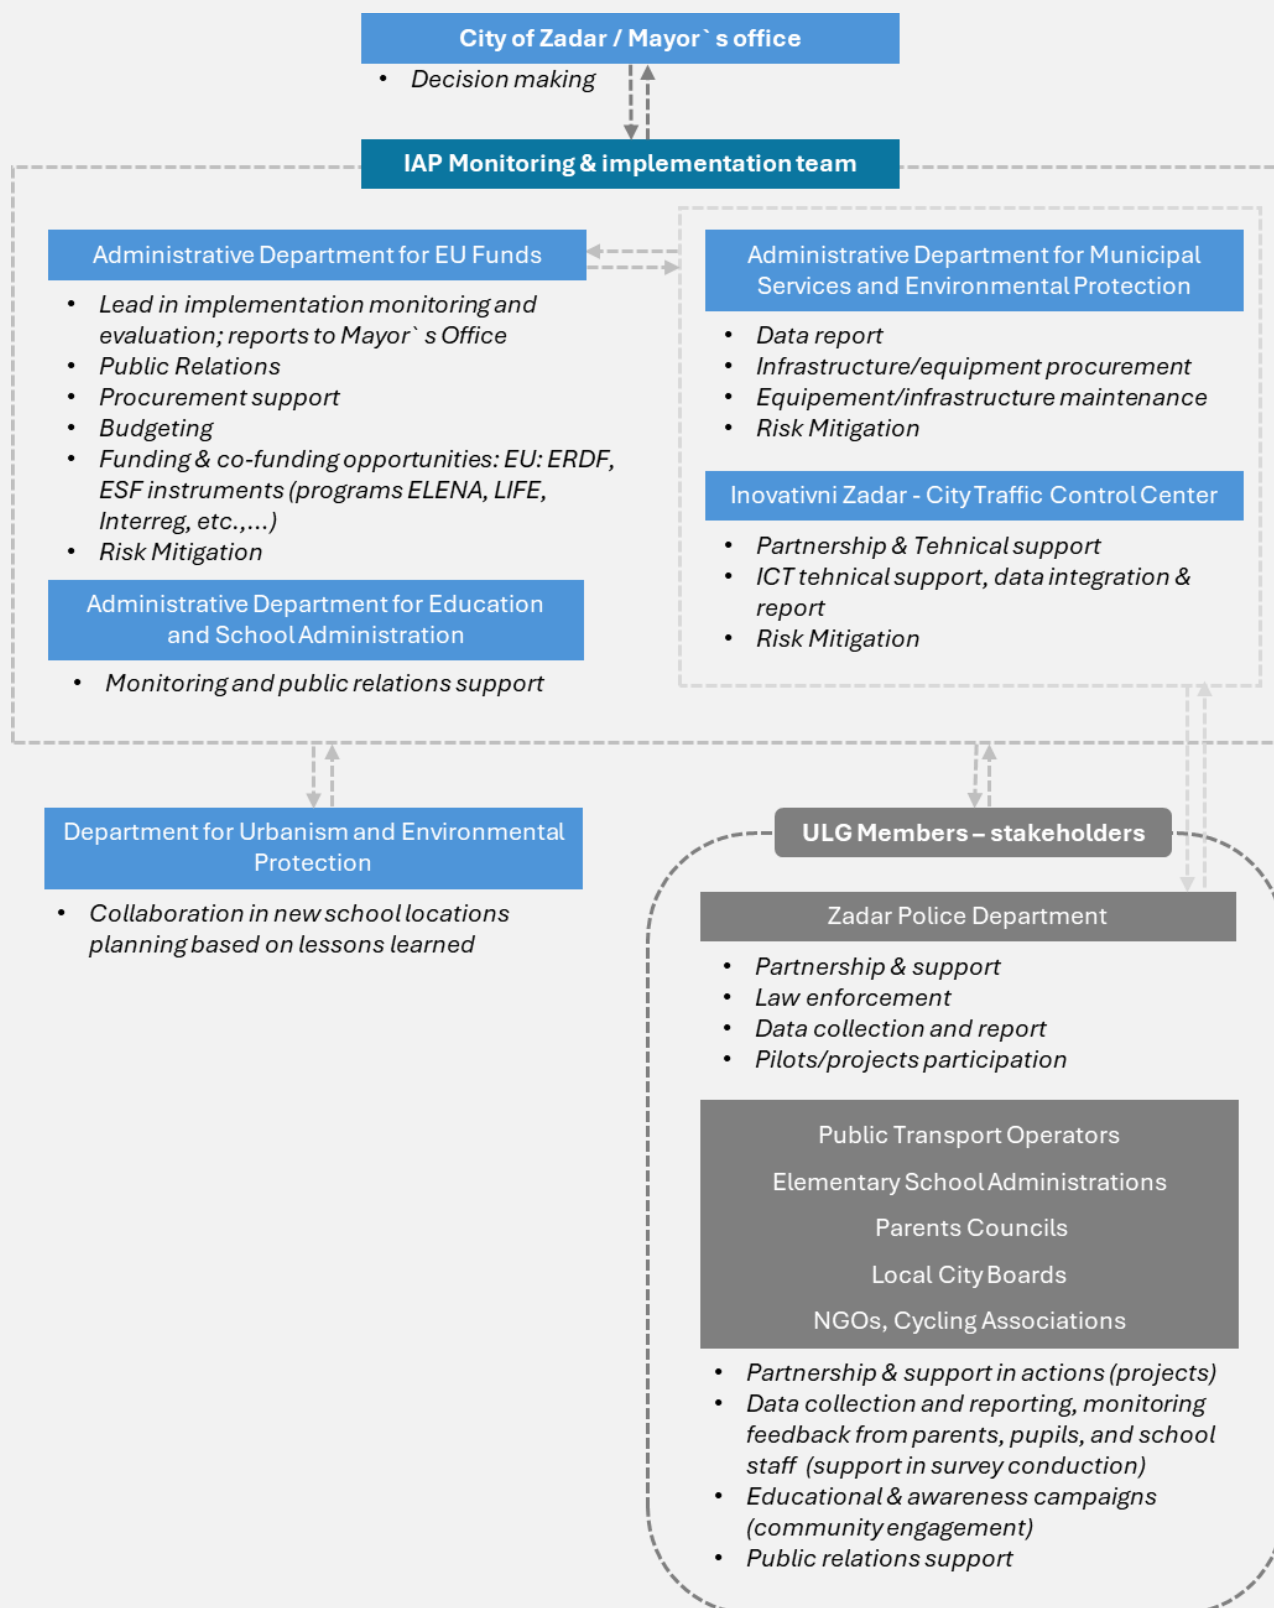 City of Zadar / Mayor` s office
• Decision making
IAP Monitoring & implementation team
Administrative Department for EU Funds
• Lead in implementation monitoring and
evaluation; reports to Mayor` s Office
• Public Relations
• Procurement support
• Budgeting
• Funding & co-funding opportunities: EU: ERDF,
ESF instruments (programs ELENA, LIFE,
Interreg, etc.,...)
• Risk Mitigation
Administrative Department for Education
and School Administration
• Monitoring and public relations support
Administrative Department for Municipal
Services and Environmental Protection
• Data report
• Infrastructure/equipment procurement
• Equipement/infrastructure maintenance
• Risk Mitigation
Inovativni Zadar - City Traffic Control Center
• Partnership & Tehnical support
• ICT tehnical support, data integration &
report
• Risk Mitigation
Department for Urbanism and Environmental
Protection
• Collaboration in new school locations
planning based on lessons learned
ULG Members – stakeholders
Zadar Police Department
• Partnership & support
• Law enforcement
• Data collection and report
• Pilots/projects participation
Public Transport Operators
Elementary School Administrations
Parents Councils
Local City Boards
NGOs, Cycling Associations
• Partnership & support in actions (projects)
• Data collection and reporting, monitoring
feedback from parents, pupils, and school
staff (support in survey conduction)
• Educational & awareness campaigns
(community engagement)
• Public relations support